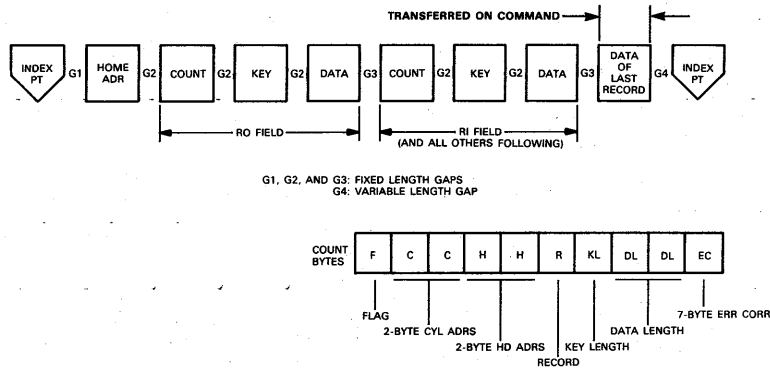 TRANSFERRED ON COMMAND
INDEX PT G1 HOME ADR G2 COUNT G2 KEY G2 DATA G3 COUNT G2 KEY G2 DATA G3 DATA OF LAST RECORD G4 INDEX PT
RO FIELD
RI FIELD
(AND ALL OTHERS FOLLOWING)
G1, G2, AND G3: FIXED LENGTH GAPS
G4: VARIABLE LENGTH GAP
COUNT BYTES F C C H H R KL DL DL EC
FLAG
2-BYTE CYL ADRS
2-BYTE HD ADRS
RECORD
KEY LENGTH
DATA LENGTH
7-BYTE ERR CORR